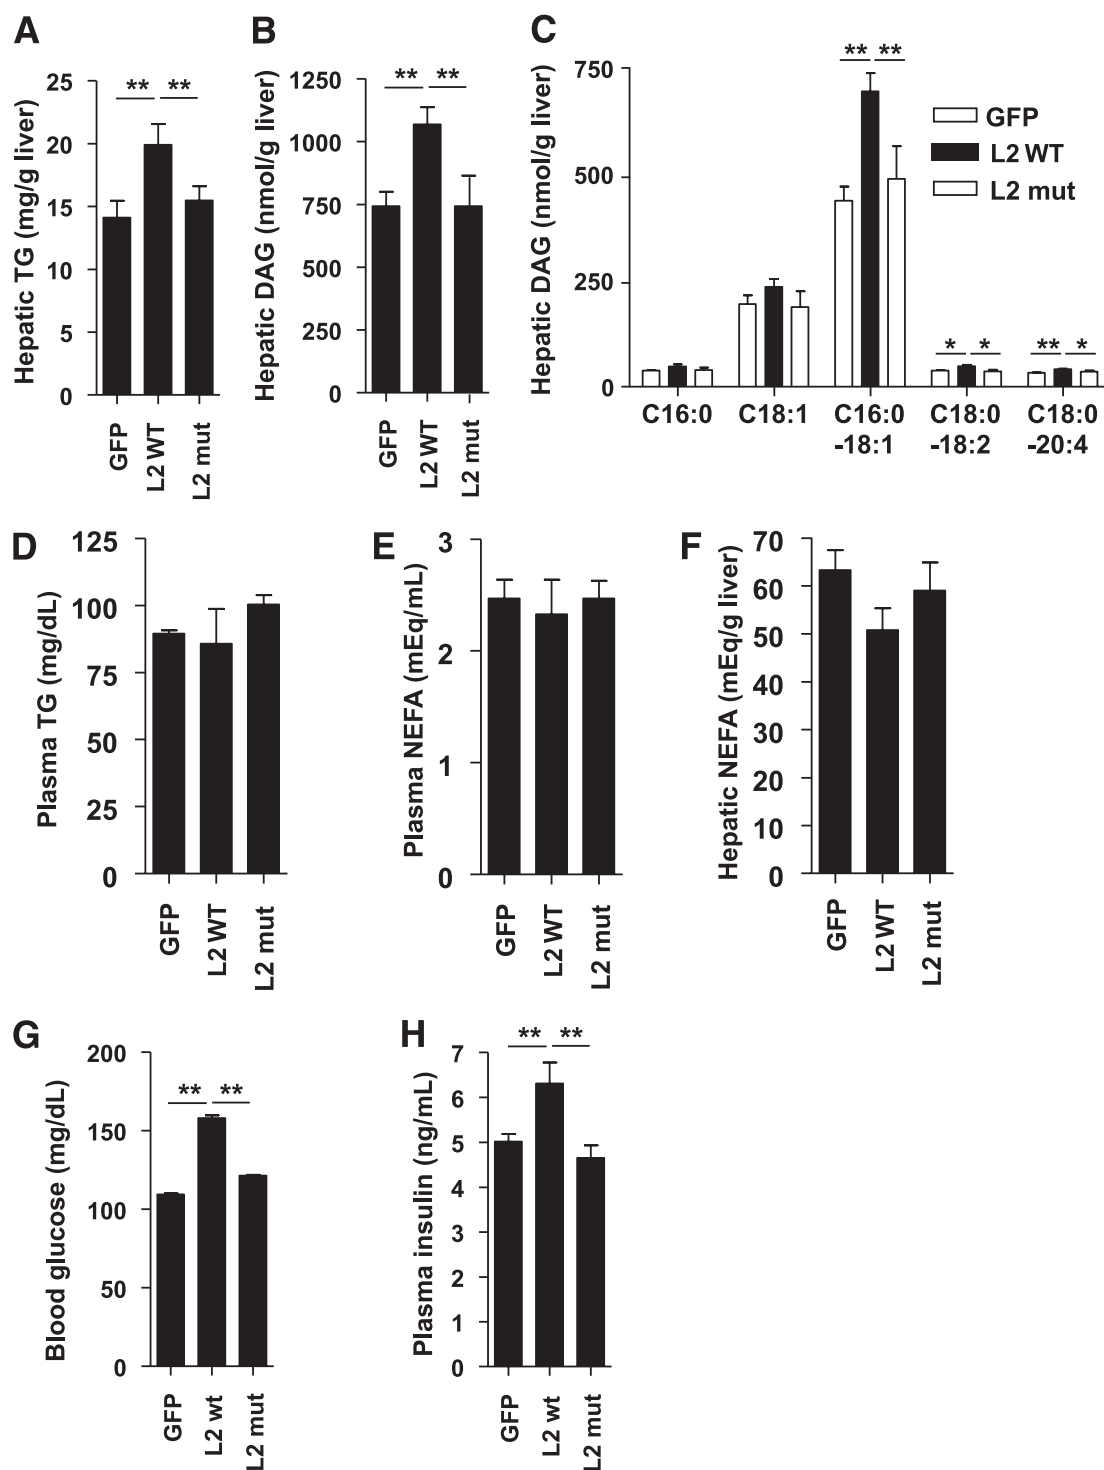 A
Hepatic TG (mg/g liver)
25
20
15
10
5
0
** **
GFP
L2 WT
L2 mut
B
Hepatic DAG (nmol/g liver)
1250
1000
750
500
250
0
** **
GFP
L2 WT
L2 mut
C
Hepatic DAG (nmol/g liver)
750
500
250
0
** **
* *
** *
GFP
L2 WT
L2 mut
C16:0
C18:1
C16:0
-18:1
C18:0
-18:2
C18:0
-20:4
D
Plasma TG (mg/dL)
125
100
75
50
25
0
GFP
L2 WT
L2 mut
E
Plasma NEFA (mEq/mL)
3
2
1
0
GFP
L2 WT
L2 mut
F
Hepatic NEFA (mEq/g liver)
70
60
50
40
30
20
10
0
GFP
L2 WT
L2 mut
G
Blood glucose (mg/dL)
200
150
100
50
0
** **
GFP
L2 wt
L2 mut
H
Plasma insulin (ng/mL)
7
6
5
4
3
2
1
0
** **
GFP
L2 wt
L2 mut